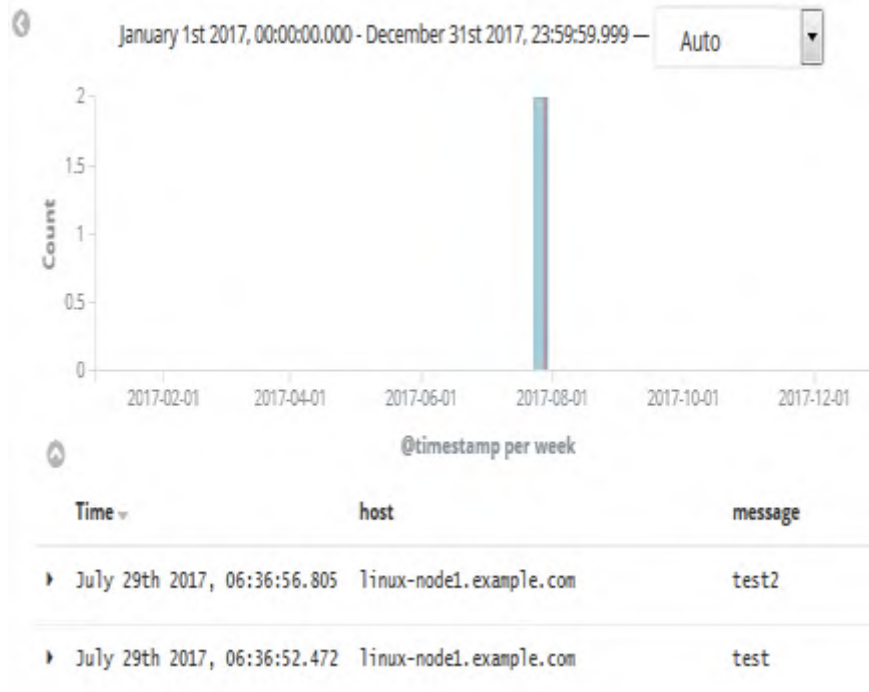 January 1st 2017, 00:00:00.000 - December 31st 2017, 23:59:59.999 — Auto
2
1.5
1
0.5
0
Count
2017-02-01 2017-04-01 2017-06-01 2017-08-01 2017-10-01 2017-12-01
@timestamp per week
Time host message
July 29th 2017, 06:36:56.805 linux-node1.example.com test2
July 29th 2017, 06:36:52.472 linux-node1.example.com test